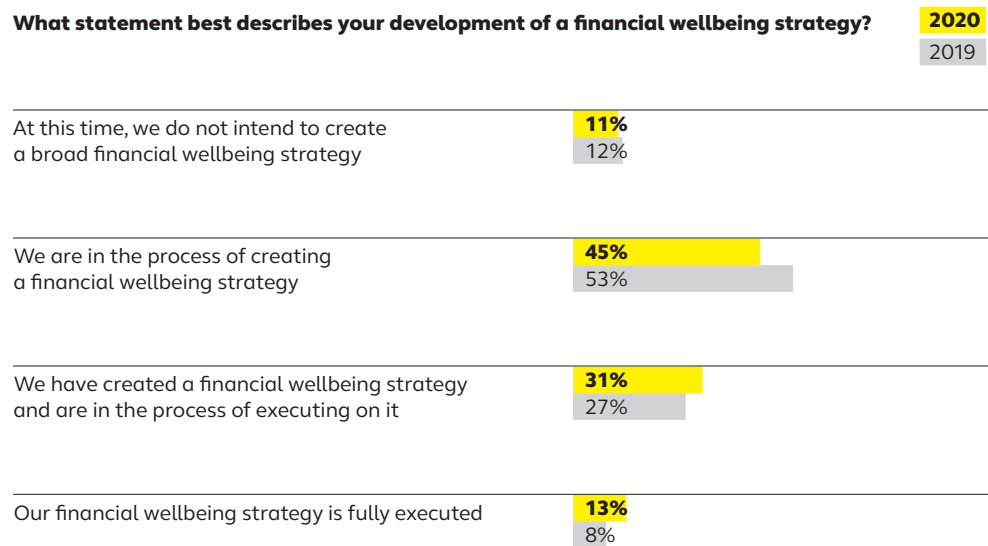 What statement best describes your development of a financial wellbeing strategy?
2020
2019
At this time, we do not intend to create
a broad financial wellbeing strategy
11%
12%
We are in the process of creating
a financial wellbeing strategy
45%
53%
We have created a financial wellbeing strategy
and are in the process of executing on it
31%
27%
Our financial wellbeing strategy is fully executed
13%
8%